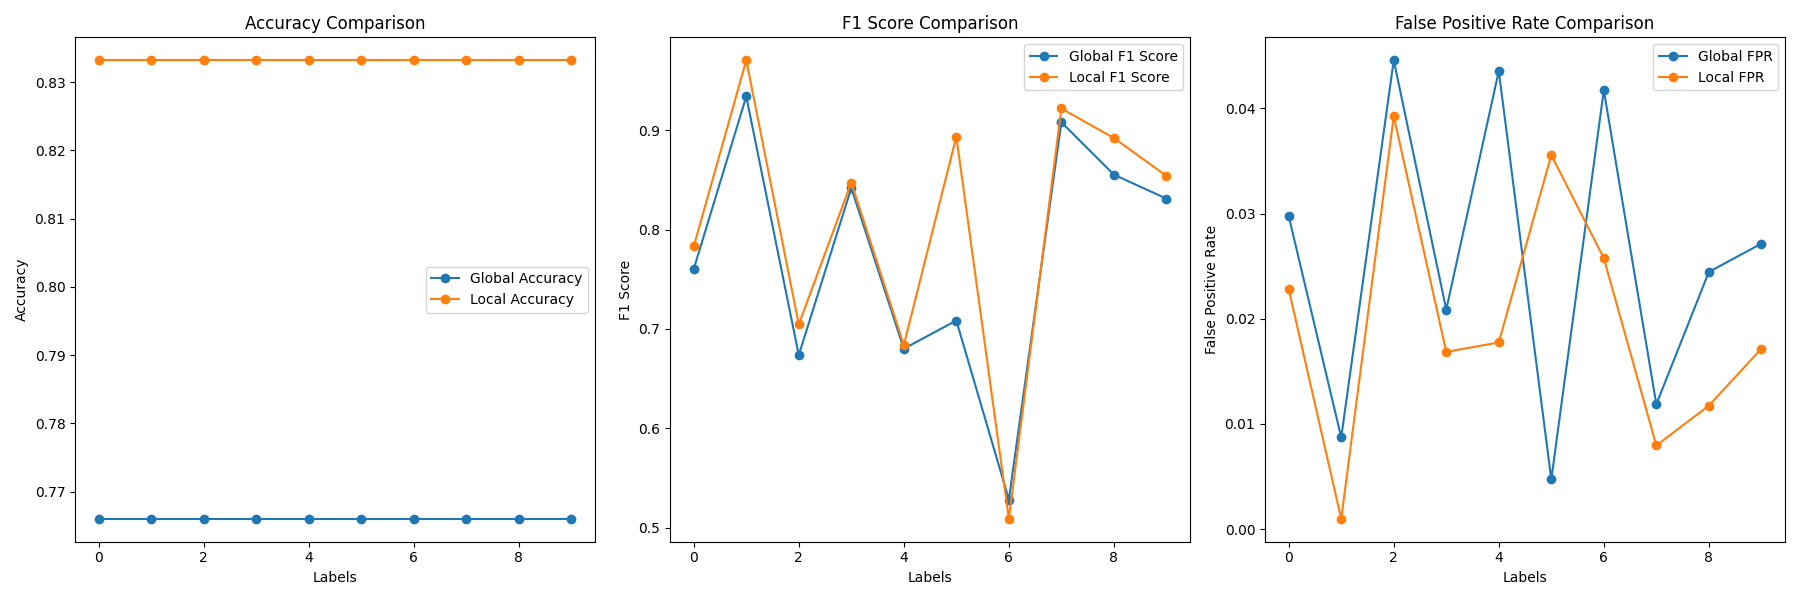 Accuracy Comparison
0.83
0.82
0.81
0.80
0.79
0.78
0.77
Accuracy
Global Accuracy
Local Accuracy
0 2 4 6 8
Labels
F1 Score Comparison
Global F1 Score
Local F1 Score
0.9
0.8
0.7
0.6
0.5
F1 Score
0 2 4 6 8
Labels
False Positive Rate Comparison
Global FPR
Local FPR
0.04
0.03
0.02
0.01
0.00
False Positive Rate
0 2 4 6 8
Labels